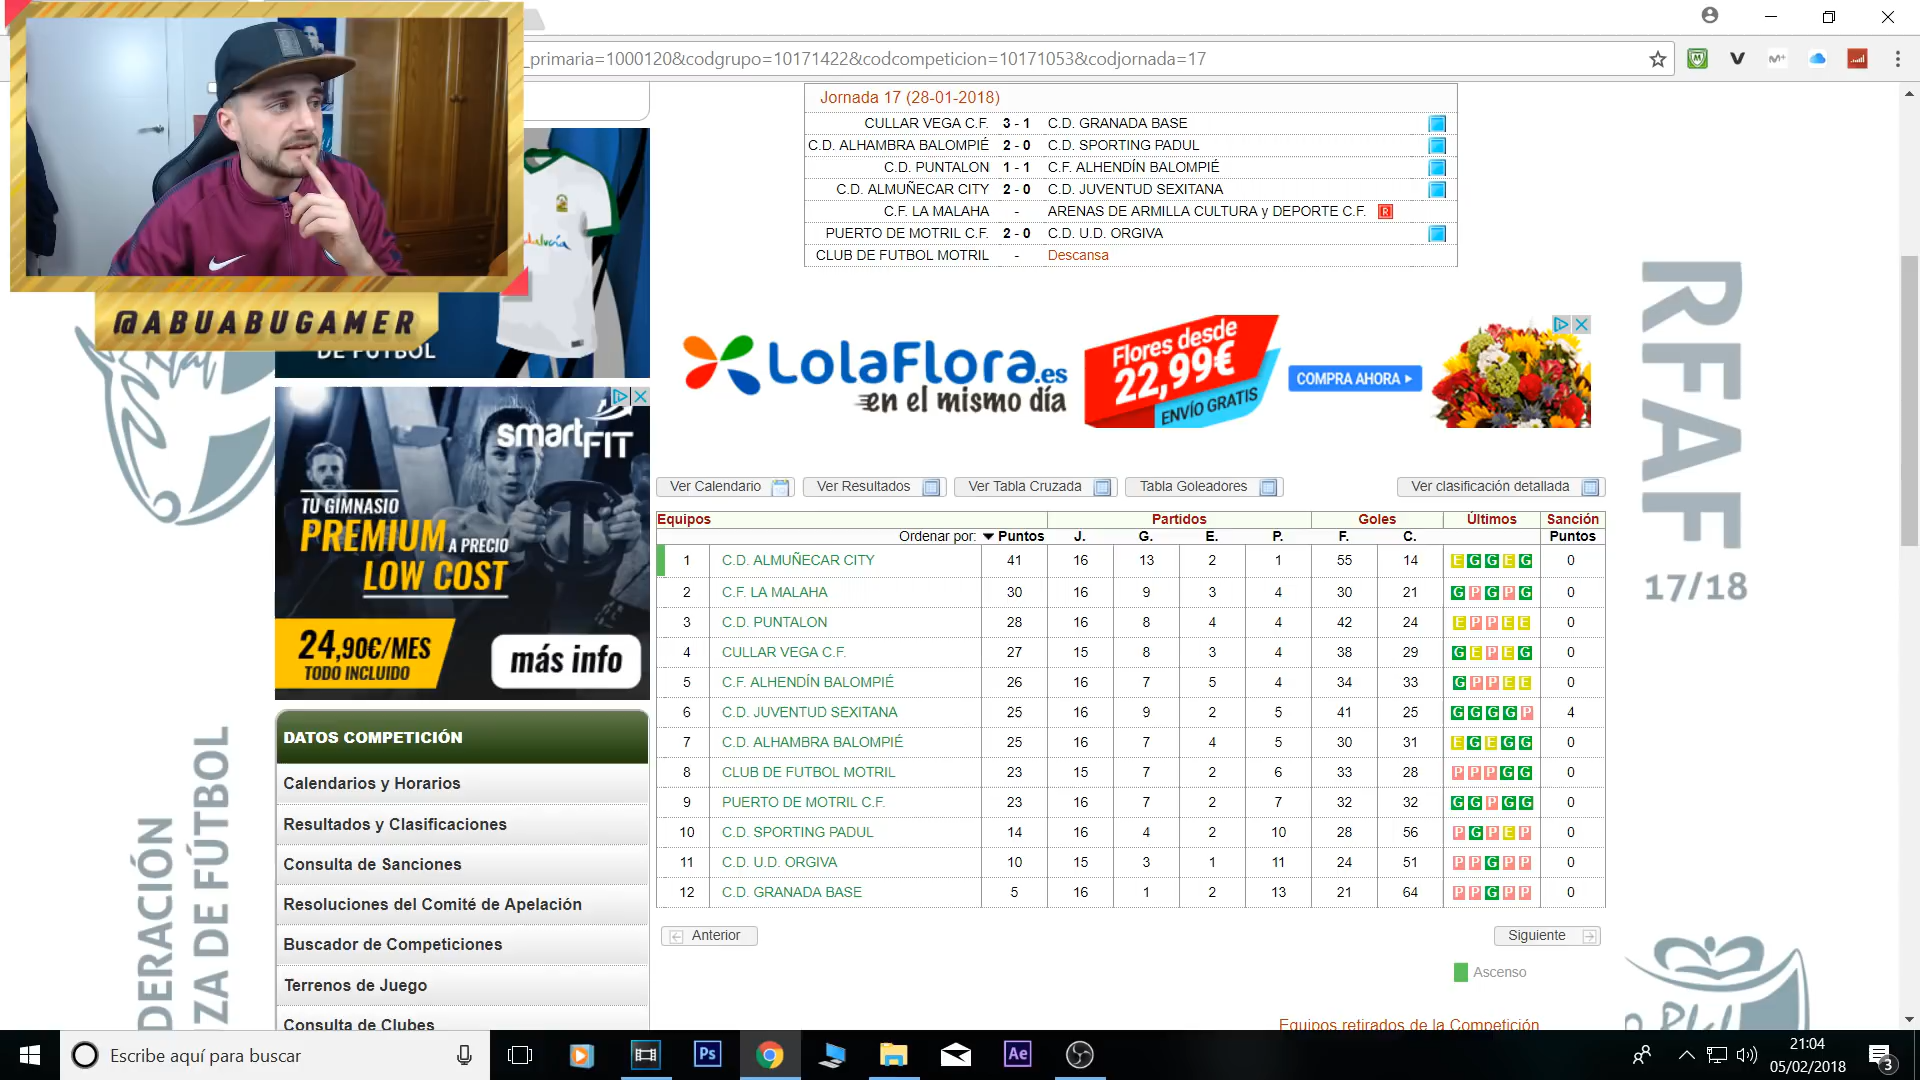 _primaria=1000120&codgrupo=10171422&codcompeticion=10171053&codjornada=17
@ABUABUGAMER
DE FUTBOL
Jornada 17 (28-01-2018)
CULLAR VEGA C.F. 3 - 1 C.D. GRANADA BASE
C.D. ALHAMBRA BALOMPIÉ 2 - 0 C.D. SPORTING PADUL
C.D. PUNTALON 1 - 1 C.F. ALHENDÍN BALOMPIÉ
C.D. ALMUÑECAR CITY 2 - 0 C.D. JUVENTUD SEXITANA
C.F. LA MALAHA - ARENAS DE ARMILLA CULTURA y DEPORTE C.F. R
PUERTO DE MOTRIL C.F. 2 - 0 C.D. U.D. ORGIVA
CLUB DE FUTBOL MOTRIL - Descansa
LolaFlora.es
en el mismo día
Flores desde
22,99€
ENVÍO GRATIS
COMPRA AHORA
smartFIT
TU GIMNASIO
PREMIUM A PRECIO
LOW COST
24,90€/MES
TODO INCLUIDO
más info
Ver Calendario Ver Resultados Ver Tabla Cruzada Tabla Goleadores Ver clasificación detallada
Equipos Partidos Goles Últimos Sanción
Ordenar por: Puntos J. G. E. P. F. C. Puntos
1 C.D. ALMUÑECAR CITY 41 16 13 2 1 55 14 E G G E G 0
2 C.F. LA MALAHA 30 16 9 3 4 30 21 G P G P G 0
3 C.D. PUNTALON 28 16 8 4 4 42 24 E P P E E 0
4 CULLAR VEGA C.F. 27 15 8 3 4 38 29 G E P E G 0
5 C.F. ALHENDÍN BALOMPIÉ 26 16 7 5 4 34 33 G P P E E 0
6 C.D. JUVENTUD SEXITANA 25 16 9 2 5 41 25 G G G G P 4
7 C.D. ALHAMBRA BALOMPIÉ 25 16 7 4 5 30 31 E G E G G 0
8 CLUB DE FUTBOL MOTRIL 23 15 7 2 6 33 28 P P P G G 0
9 PUERTO DE MOTRIL C.F. 23 16 7 2 7 32 32 G G P G G 0
10 C.D. SPORTING PADUL 14 16 4 2 10 28 56 P G P E P 0
11 C.D. U.D. ORGIVA 10 15 3 1 11 24 51 P P G P P 0
12 C.D. GRANADA BASE 5 16 1 2 13 21 64 P P G P P 0
Anterior Siguiente
Ascenso
Equipos retirados de la Competición
DATOS COMPETICIÓN
Calendarios y Horarios
Resultados y Clasificaciones
Consulta de Sanciones
Resoluciones del Comité de Apelación
Buscador de Competiciones
Terrenos de Juego
Consulta de Clubes
DERACIÓN
ZA DE FÚTBOL
RFAF
17/18
Escribe aquí para buscar
Ps
Ae
21:04
05/02/2018
3